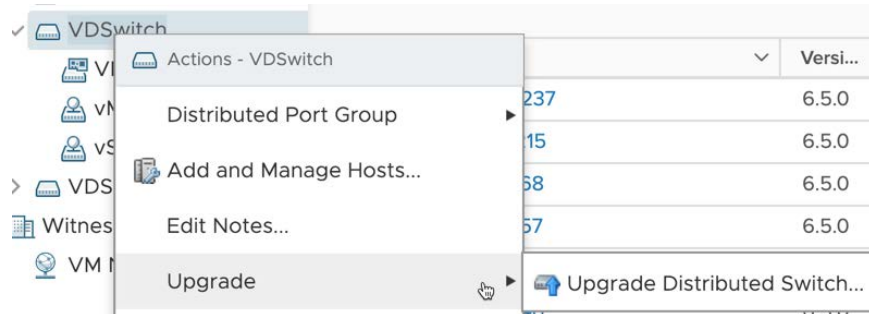 VDSwitch
Actions - VDSwitch
Versi...
Distributed Port Group
237
6.5.0
15
6.5.0
Add and Manage Hosts...
VDS
68
6.5.0
Witnes
Edit Notes...
57
6.5.0
VM
Upgrade
Upgrade Distributed Switch...